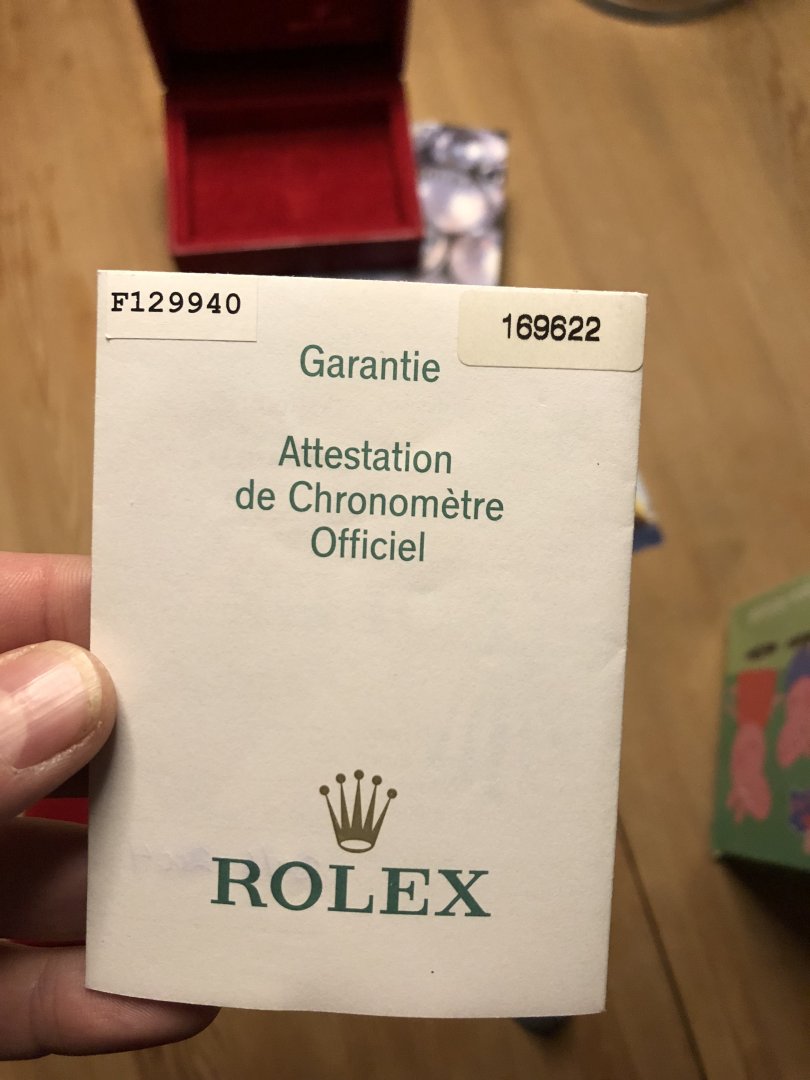 F129940
169622
Garantie
Attestation
de Chronomètre
Officiel
ROLEX